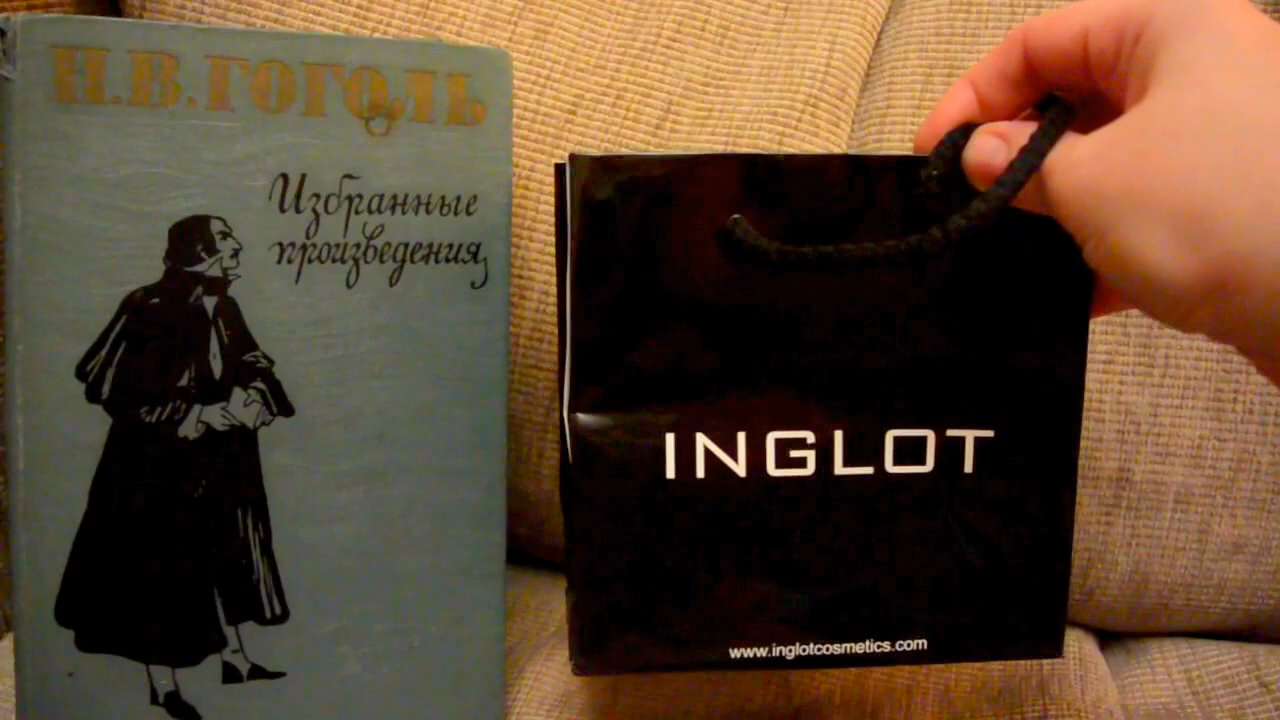 Н.В.ГОГОЛЬ
Избранные
произведения
INGLOT
www.inglotcosmetics.com